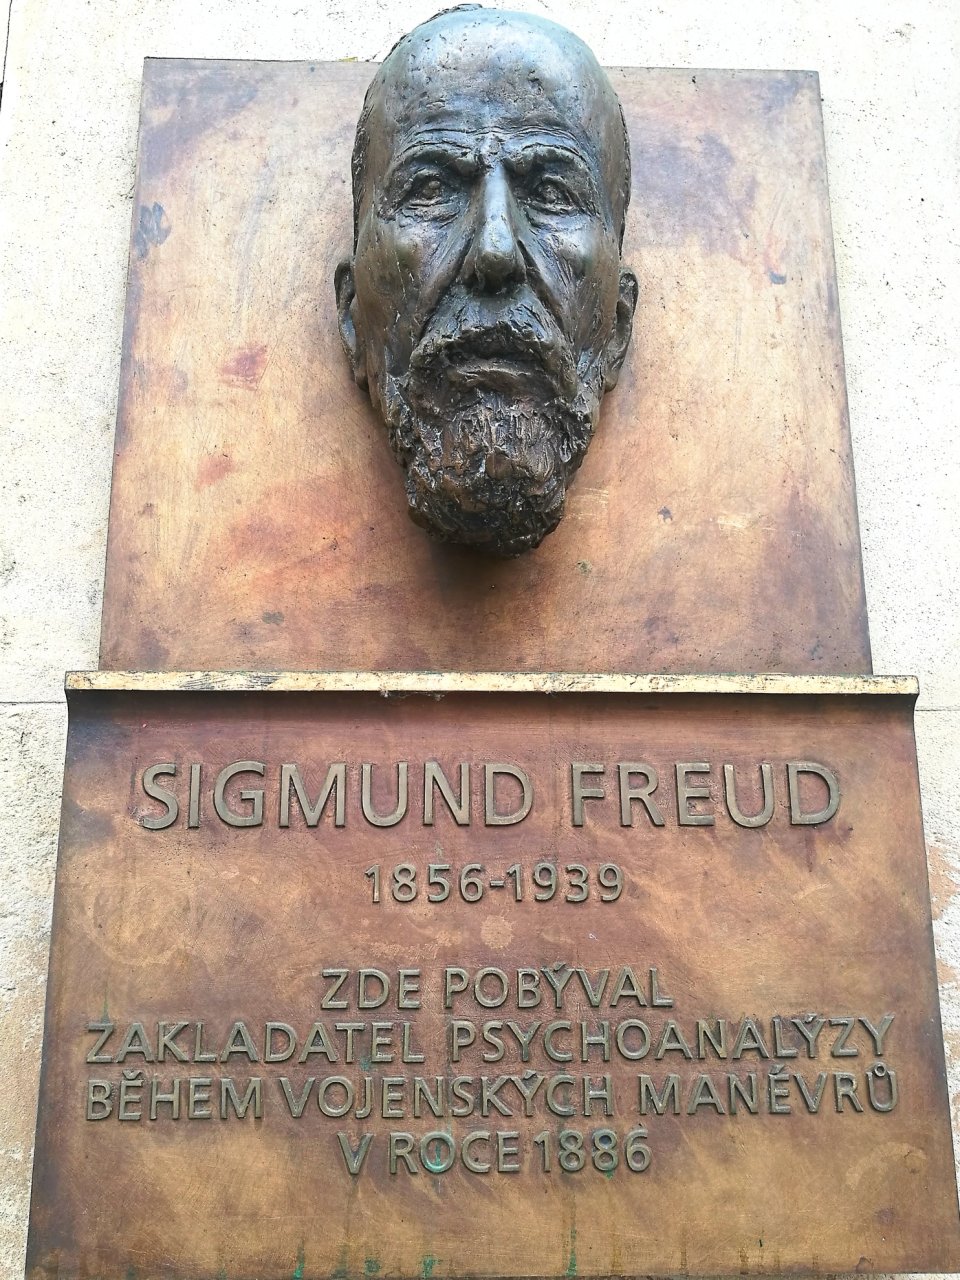 SIGMUND FREUD
1856-1939
ZDE POBÝVAL
ZAKLADATEL PSYCHOANALÝZY
BĚHEM VOJENSKÝCH MANÉVRŮ
V ROCE 1886